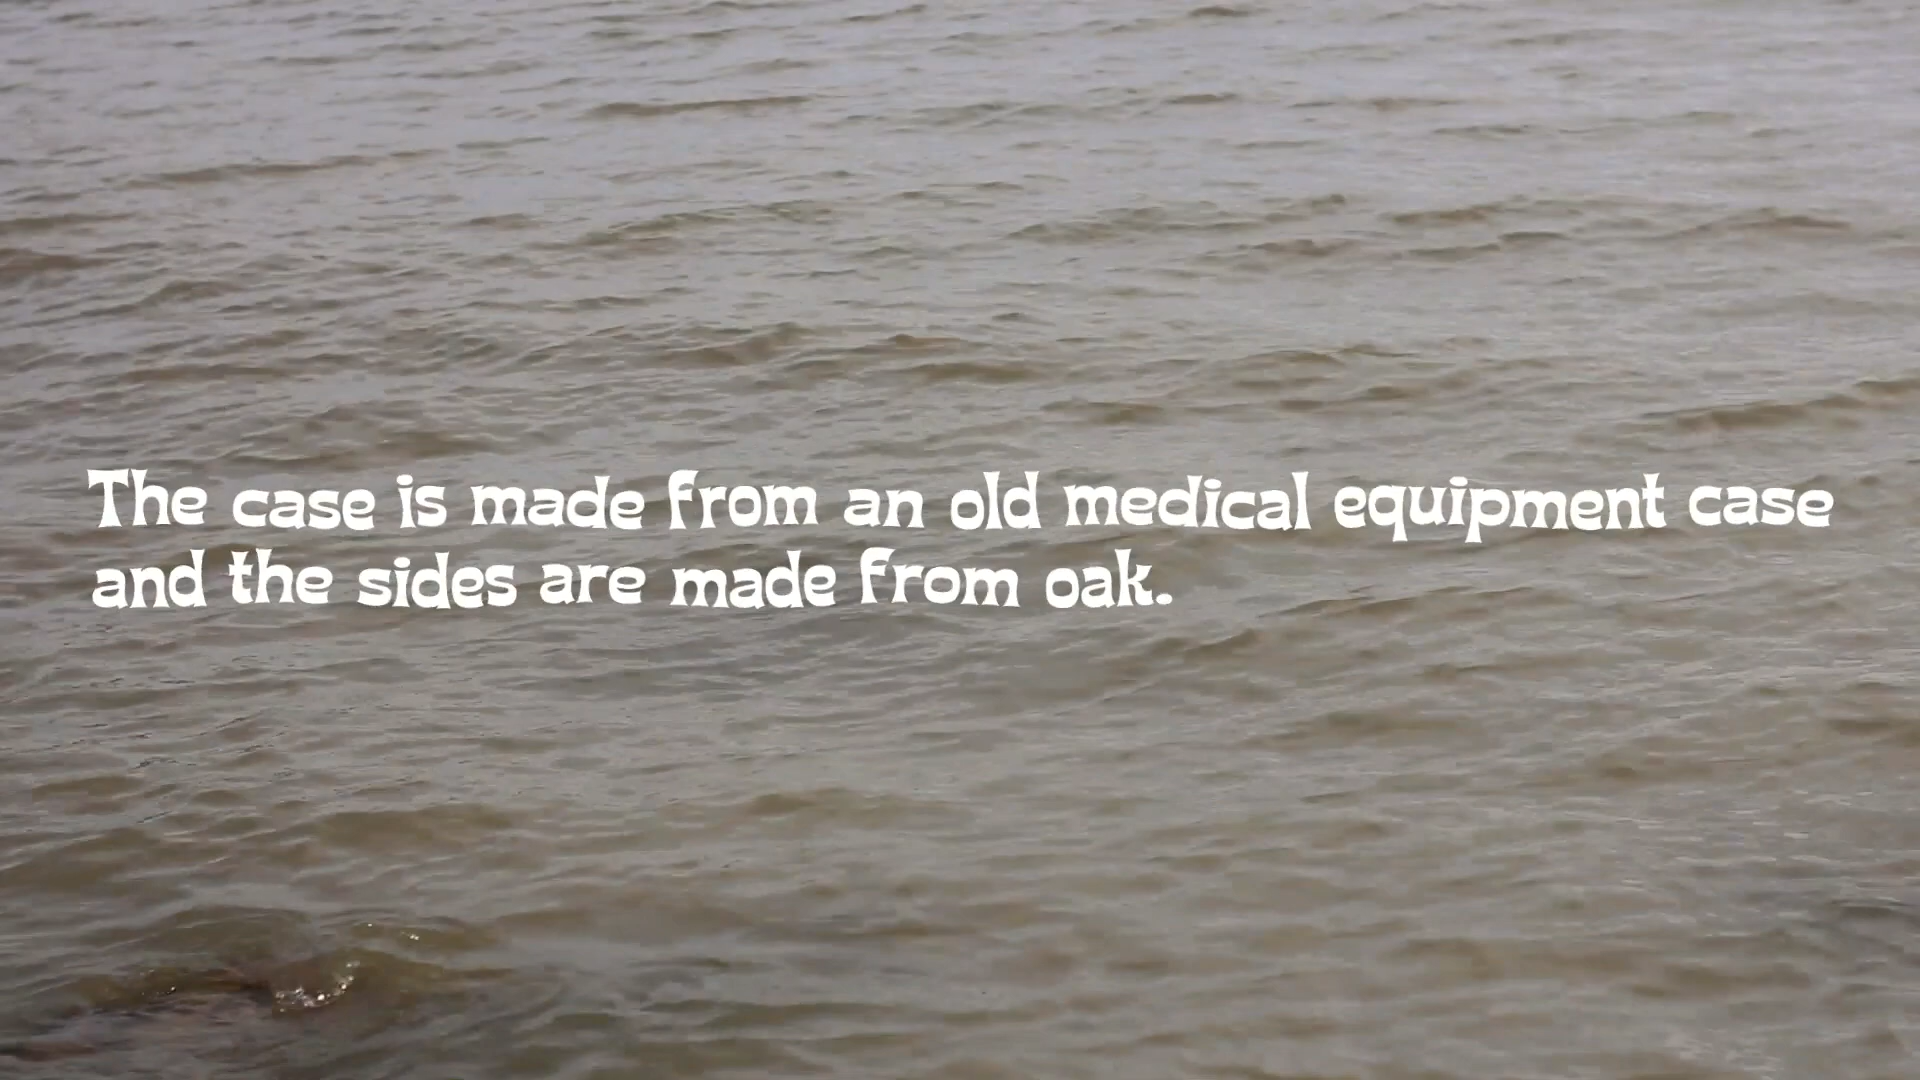 The case is made from an old medical equipment case
and the sides are made from oak.